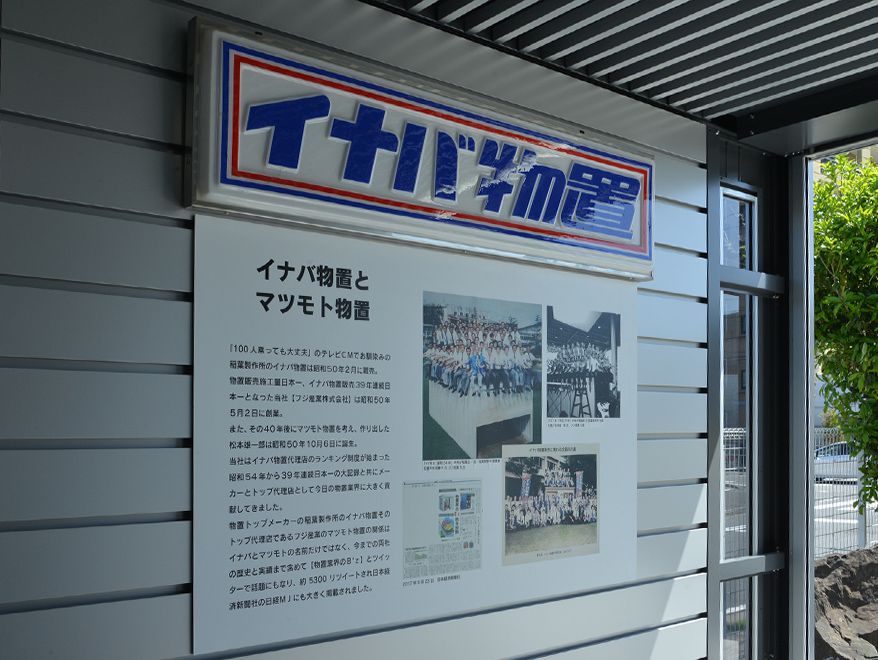 イナバ物置
イナバ物置と
マツモト物置
「100人乗っても大丈夫」のテレビCMでお馴染みの
稲葉製作所のイナバ物置は昭和50年2月に販売。
物置販売施工量日本一、イナバ物置販売39年連続日
本一となった当社【フジ産業株式会社】は昭和50年
5月2日に創業。
また、その40年後にマツモト物置を考え、作り出した
松本雄一郎は昭和50年10月6日に誕生。
当社はイナバ物置代理店のランキング制度が始まった
昭和54年から39年連続日本一の大記録と共にメー
カーとトップ代理店として今日の物置業界に大きく貢
献してきました。
物置トップメーカーの稲葉製作所のイナバ物置その
トップ代理店であるフジ産業のマツモト物置の関係は
イナバとマツモトの名前だけではなく、今までの両社
の歴史と実績まで含めて【物置業界のB'z】とツイッ
ターで話題にもなり、約5300リツイートされ日本経
済新聞社の日経MJにも大きく掲載されました。